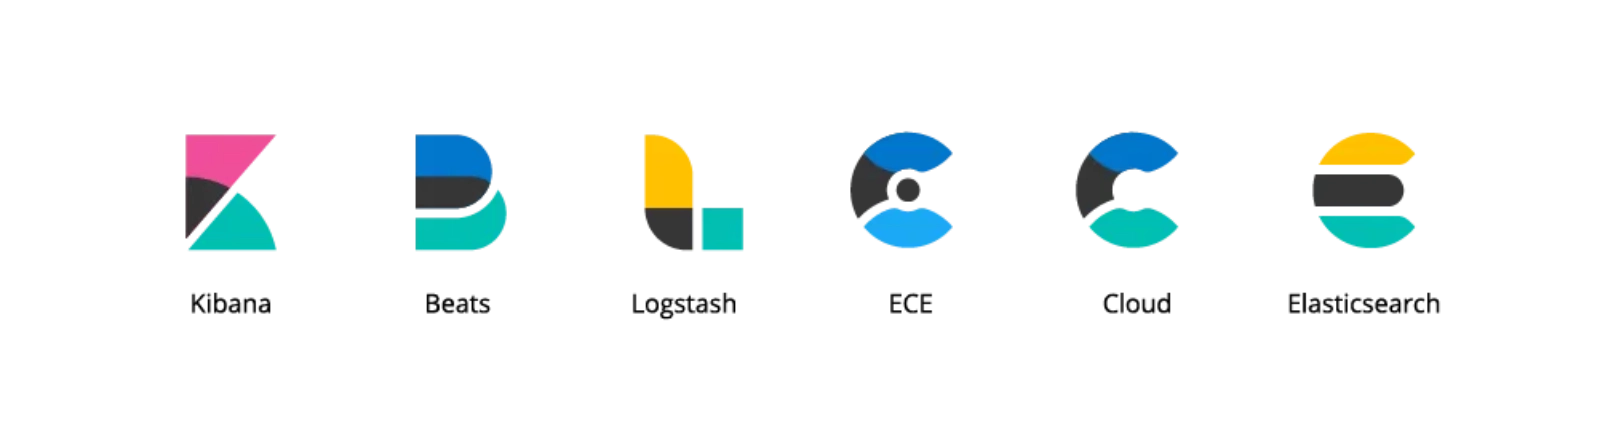 Kibana
Beats
Logstash
ECE
Cloud
Elasticsearch